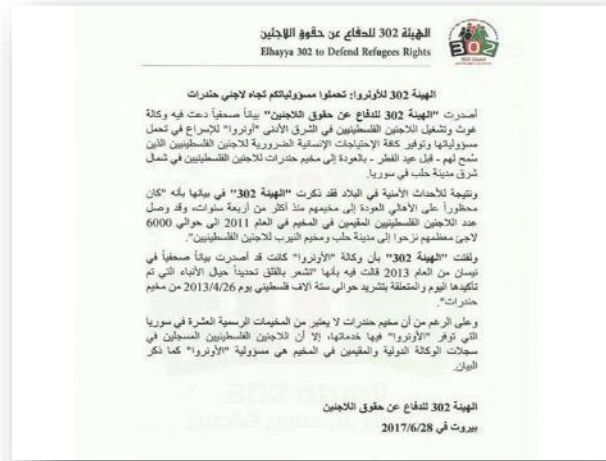 الهيئة 302 للدفاع عن حقوق اللاجئين
Elhayya 302 to Defend Refugees Rights
302
الهيئة 302 للأونروا: تحملوا مسؤولياتكم تجاه لاجئي حندرات
أصدرت "الهيئة 302 للدفاع عن حقوق اللاجئين" بياناً صحفياً دعت فيه وكالة
غوث وتشغيل اللاجئين الفلسطينيين في الشرق الأدنى "أونروا" للإسراع في تحمل
مسؤولياتها وتوفير كافة الإحتياجات الإنسانية الضرورية للاجئين الفلسطينيين الذين
سُمح لهم - قبل عيد الفطر - بالعودة إلى مخيم حندرات للاجئين الفلسطينيين في شمال
شرق مدينة حلب في سوريا.
ونتيجة للأحداث الأمنية في البلاد فقد ذكرت "الهيئة 302" في بيانها بأنه "كان
محظوراً على الأهالي العودة إلى مخيمهم منذ أكثر من أربعة سنوات، وقد وصل
عدد اللاجئين الفلسطينيين المقيمين في المخيم في العام 2011 الى حوالي 6000
لاجئ معظمهم نزحوا إلى مدينة حلب ومخيم النيرب للاجئين الفلسطينيين".
ولفتت "الهيئة 302" بأن وكالة "الأونروا" كانت قد أصدرت بياناً صحفياً في
نيسان من العام 2013 قالت فيه بأنها "تشعر بالقلق تحديداً حيال الأنباء التي تم
تأكيدها اليوم والمتعلقة بتشريد حوالي ستة آلاف فلسطيني يوم 2013/4/26 من مخيم
حندرات".
وعلى الرغم من أن مخيم حندرات لا يعتبر من المخيمات الرسمية العشرة في سوريا
التي توفر "الأونروا" فيها خدماتها، إلا أن اللاجئين الفلسطينيين المسجلين في
سجلات الوكالة الدولية والمقيمين في المخيم هي مسؤولية "الأونروا" كما ذكر
البيان.
الهيئة 302 للدفاع عن حقوق اللاجئين
بيروت في 2017/6/28